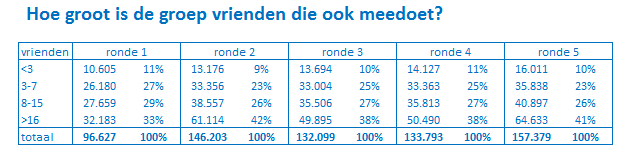 Hoe groot is de groep vrienden die ook meedoet?
vrienden ronde 1 ronde 2 ronde 3 ronde 4 ronde 5
<3 10.605 11% 13.176 9% 13.694 10% 14.127 11% 16.011 10%
3-7 26.180 27% 33.356 23% 33.004 25% 33.363 25% 35.838 23%
8-15 27.659 29% 38.557 26% 35.506 27% 35.813 27% 40.897 26%
>16 32.183 33% 61.114 42% 49.895 38% 50.490 38% 64.633 41%
totaal 96.627 100% 146.203 100% 132.099 100% 133.793 100% 157.379 100%